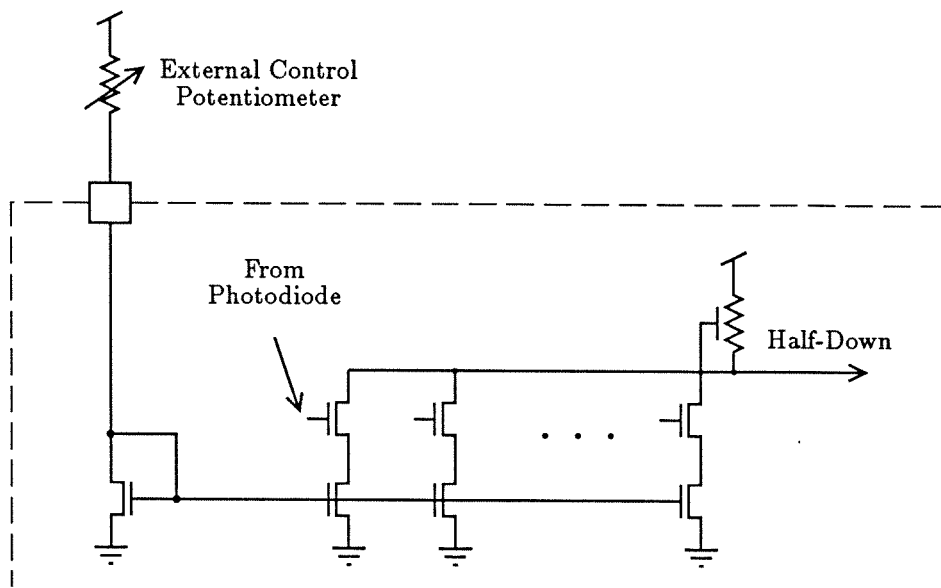 External Control
Potentiometer
From
Photodiode
Half-Down